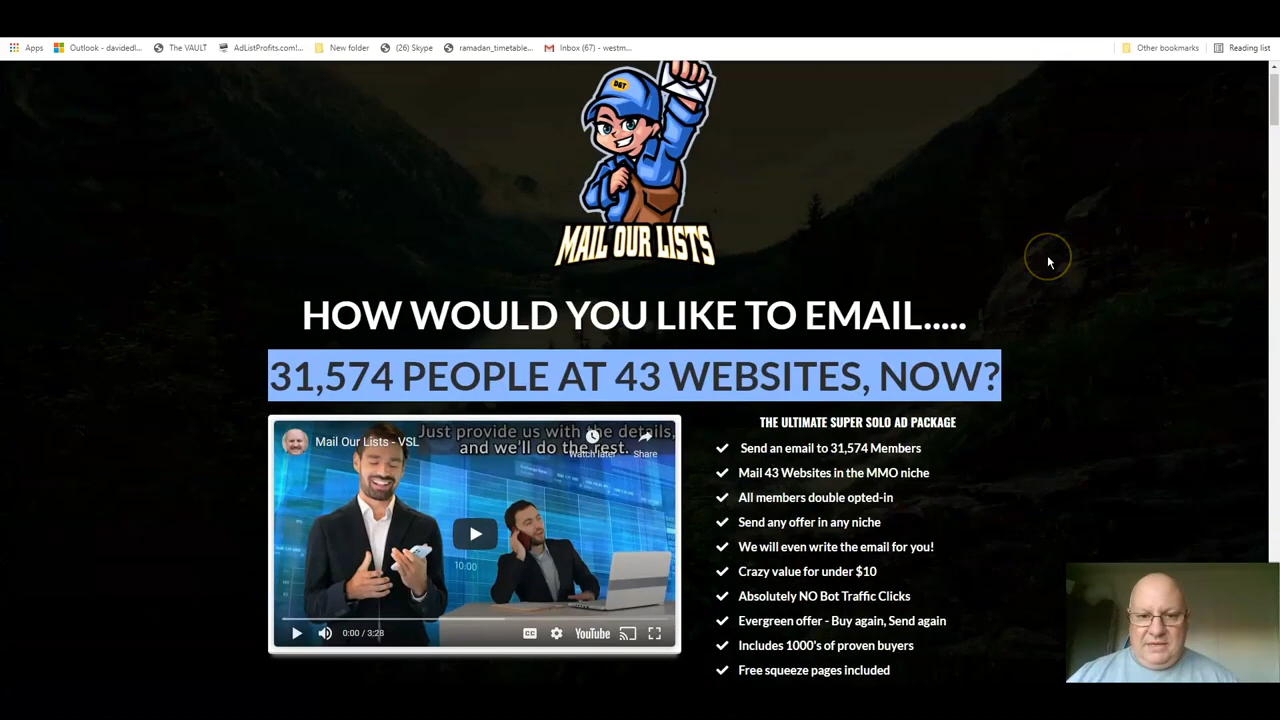 Apps
Outlook - davidedl...
The VAULT
AdListProfits.com!...
New folder
(26) Skype
ramadan_timetable...
Inbox (67) - westm...
Other bookmarks
Reading list
DGT
MAIL OUR LISTS
HOW WOULD YOU LIKE TO EMAIL.....
31,574 PEOPLE AT 43 WEBSITES, NOW?
Mail Our Lists - VSL
Just provide us with the details,
and we'll do the rest.
Watch later
Share
10:00
0:00 / 3:28
CC
YouTube
THE ULTIMATE SUPER SOLO AD PACKAGE
Send an email to 31,574 Members
Mail 43 Websites in the MMO niche
All members double opted-in
Send any offer in any niche
We will even write the email for you!
Crazy value for under $10
Absolutely NO Bot Traffic Clicks
Evergreen offer - Buy again, Send again
Includes 1000's of proven buyers
Free squeeze pages included